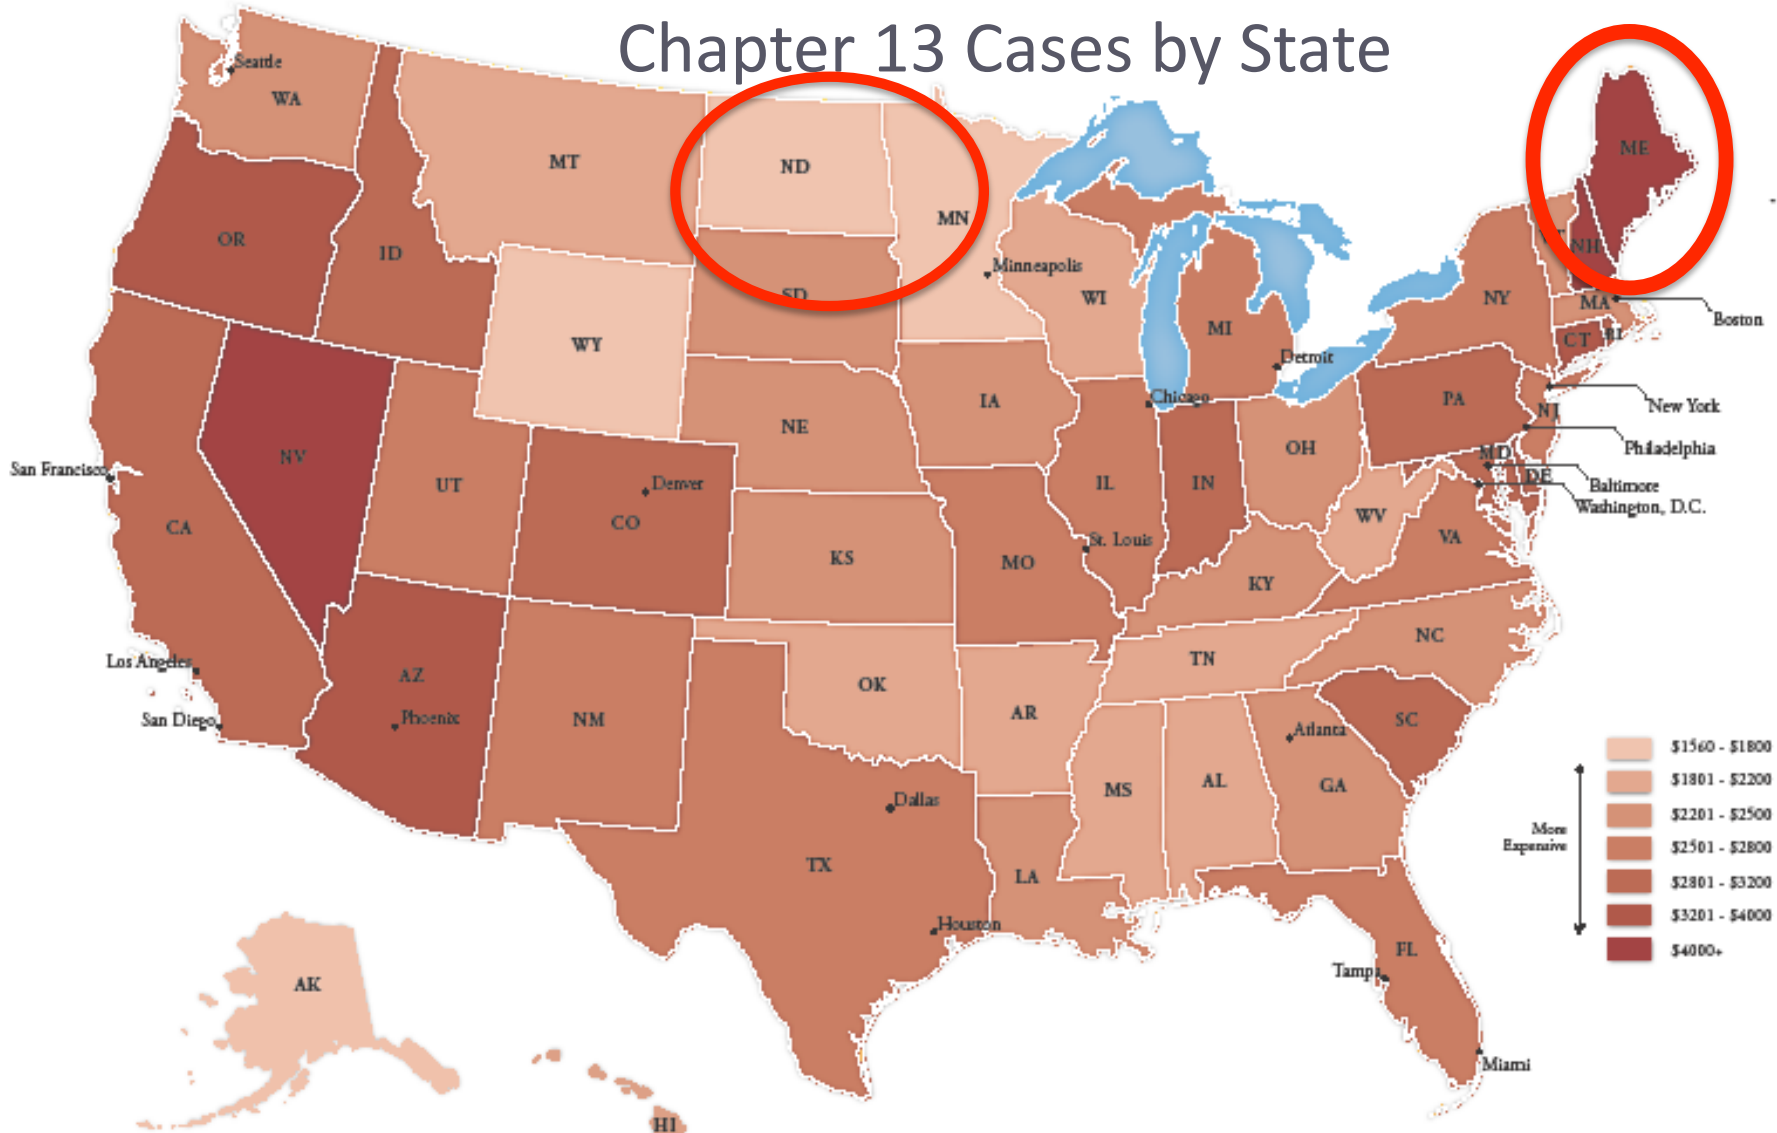 Chapter 13 Cases by State
Seattle
WA
MT
ND
MN
ME
OR
ID
SD
Minneapolis
WI
VT
NH
WY
MI
NY
MA
Boston
CT
RI
Detroit
NV
UT
Denver
CO
NE
IA
Chicago
IL
IN
OH
PA
NJ
New York
Philadelphia
MD
DE
Baltimore
Washington, D.C.
San Francisco
CA
KS
MO
St. Louis
WV
VA
KY
Los Angeles
San Diego
AZ
Phoenix
NM
OK
AR
TN
NC
SC
Atlanta
GA
MS
AL
Dallas
TX
Houston
LA
FL
Tampa
Miami
AK
HI
More
Expensive
$1560 - $1800
$1801 - $2200
$2201 - $2500
$2501 - $2800
$2801 - $3200
$3201 - $4000
$4000+